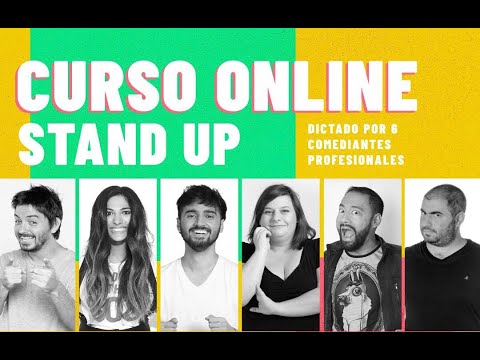 CURSO ONLINE
STAND UP
DICTADO POR 6
COMEDIANTES
PROFESIONALES